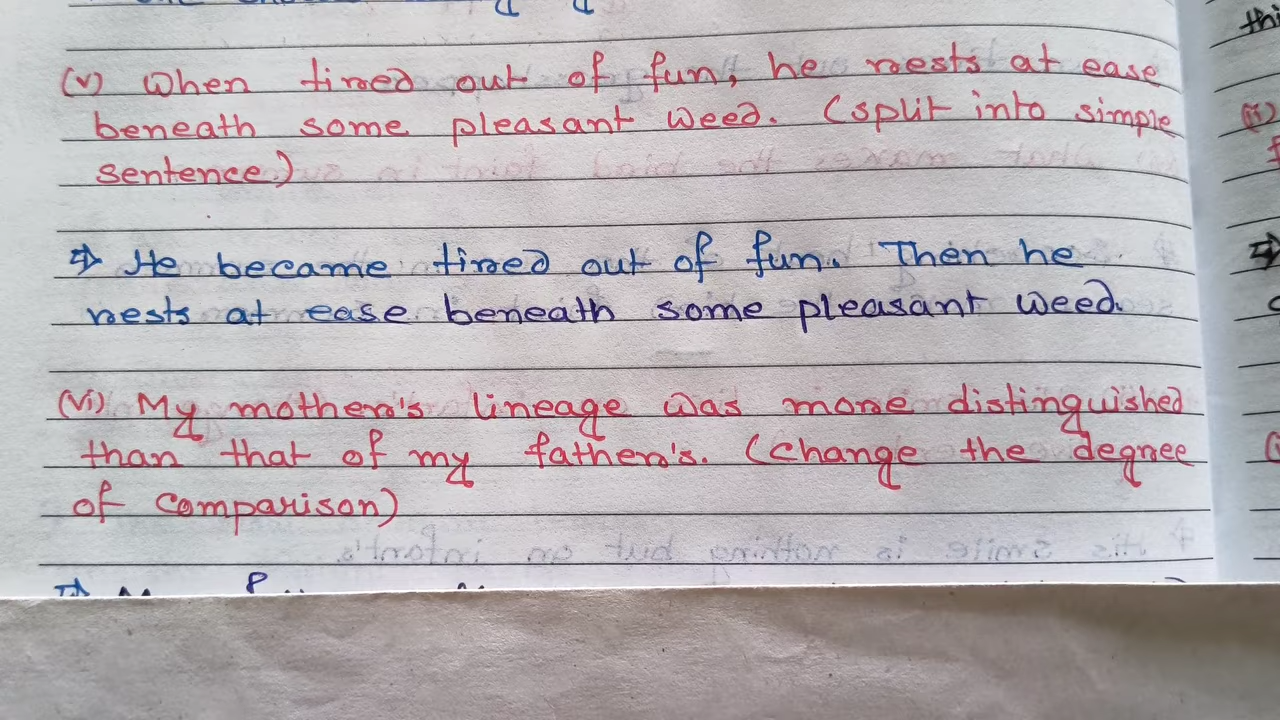 (v) When tired out of fun, he rests at ease
beneath some pleasant weed. (split into simple
sentence)
⇒ He became tired out of fun. Then he
rests at ease beneath some pleasant weed.
(vi) My mother's lineage was more distinguished
than that of my father's. (change the degree
of comparison)
thi
(ii)